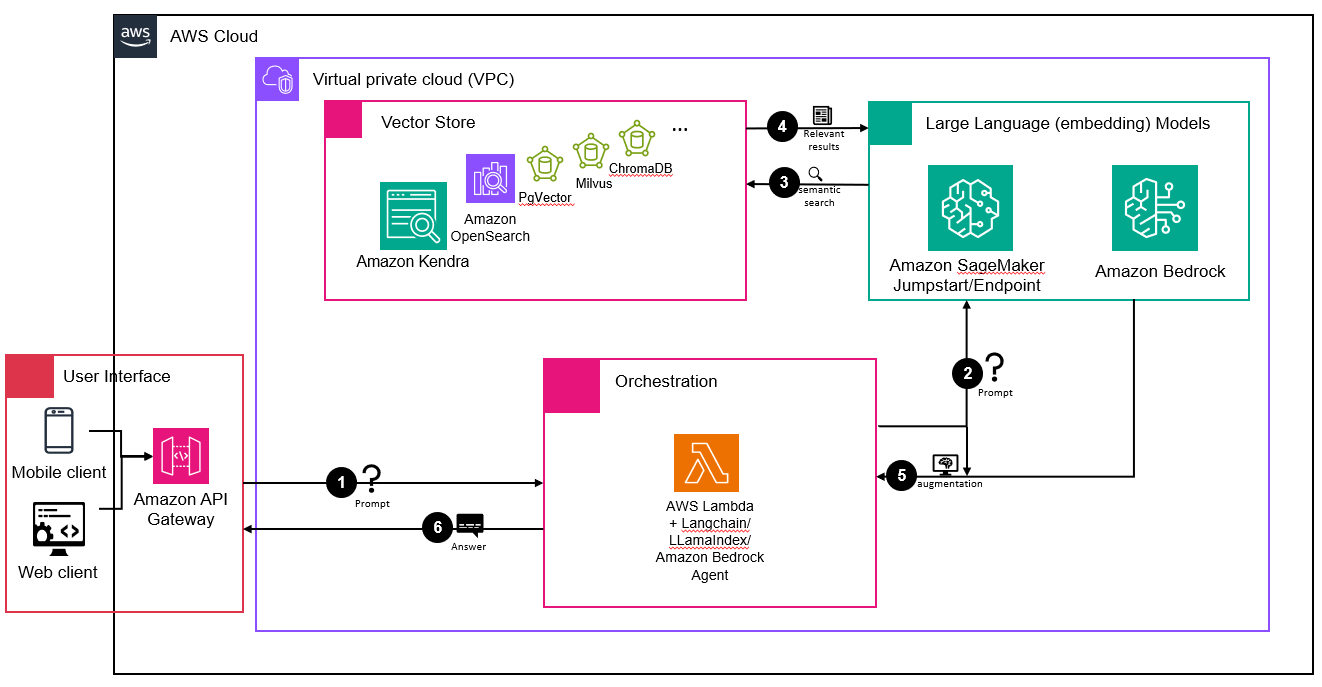 aws
AWS Cloud
Virtual private cloud (VPC)
Vector Store
...
ChromaDB
Milvus
PgVector
Amazon
OpenSearch
Amazon Kendra
4
Relevant
results
3
semantic
search
Large Language (embedding) Models
Amazon SageMaker
Jumpstart/Endpoint
Amazon Bedrock
User Interface
Mobile client
Web client
Amazon API
Gateway
1
?
Prompt
6
Answer
Orchestration
AWS Lambda
+ Langchain/
LLamaIndex/
Amazon Bedrock
Agent
2
?
Prompt
5
augmentation